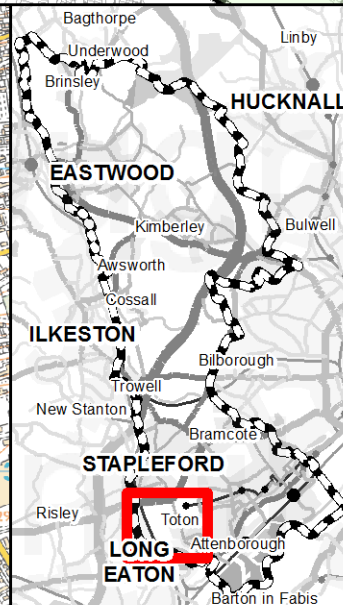 Bagthorpe
Linby
Underwood
Brinsley
HUCKNALL
EASTWOOD
Kimberley
Bulwell
Awsworth
Cossall
ILKESTON
Bilborough
Trowell
New Stanton
Bramcote
STAPLEFORD
Risley
Toton
LONG
EATON
Attenborough
Barton in Fabis